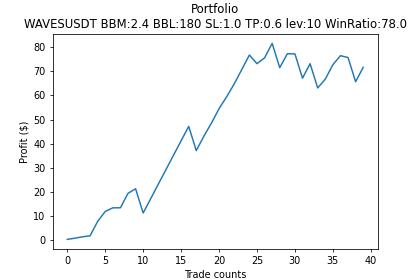 Portfolio
WAVESUSDT BBM:2.4 BBL:180 SL:1.0 TP:0.6 lev:10 WinRatio:78.0
80
70
60
50
40
30
20
10
0
Profit ($)
0 5 10 15 20 25 30 35 40
Trade counts